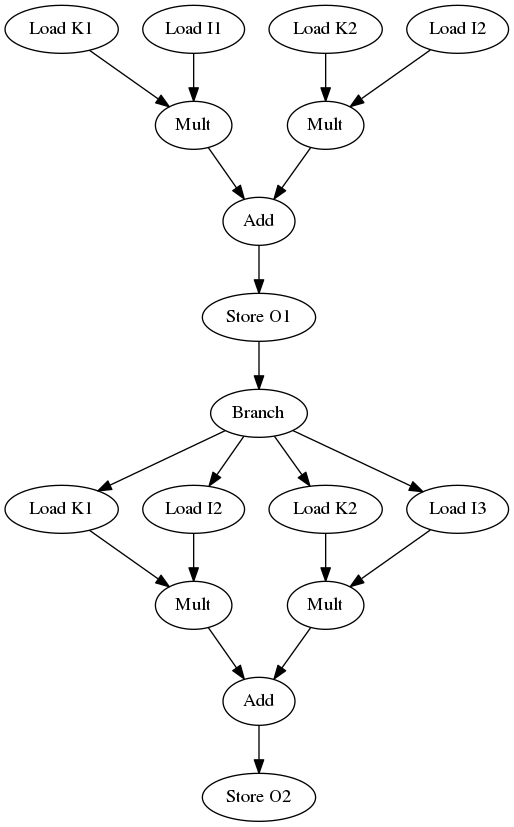 Load K1
Load I1
Load K2
Load I2
Mult
Mult
Add
Store O1
Branch
Load K1
Load I2
Load K2
Load I3
Mult
Mult
Add
Store O2